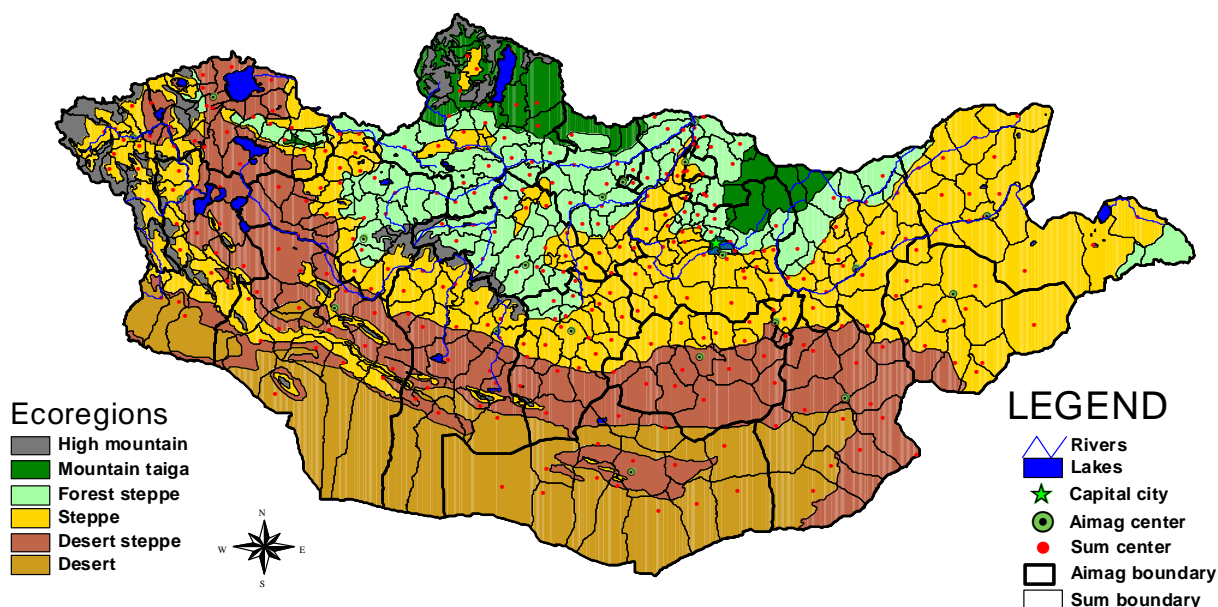 Ecoregions
High mountain
Mountain taiga
Forest steppe
Steppe
Desert steppe
Desert
N
W
E
S
LEGEND
Rivers
Lakes
Capital city
Aimag center
Sum center
Aimag boundary
Sum boundary